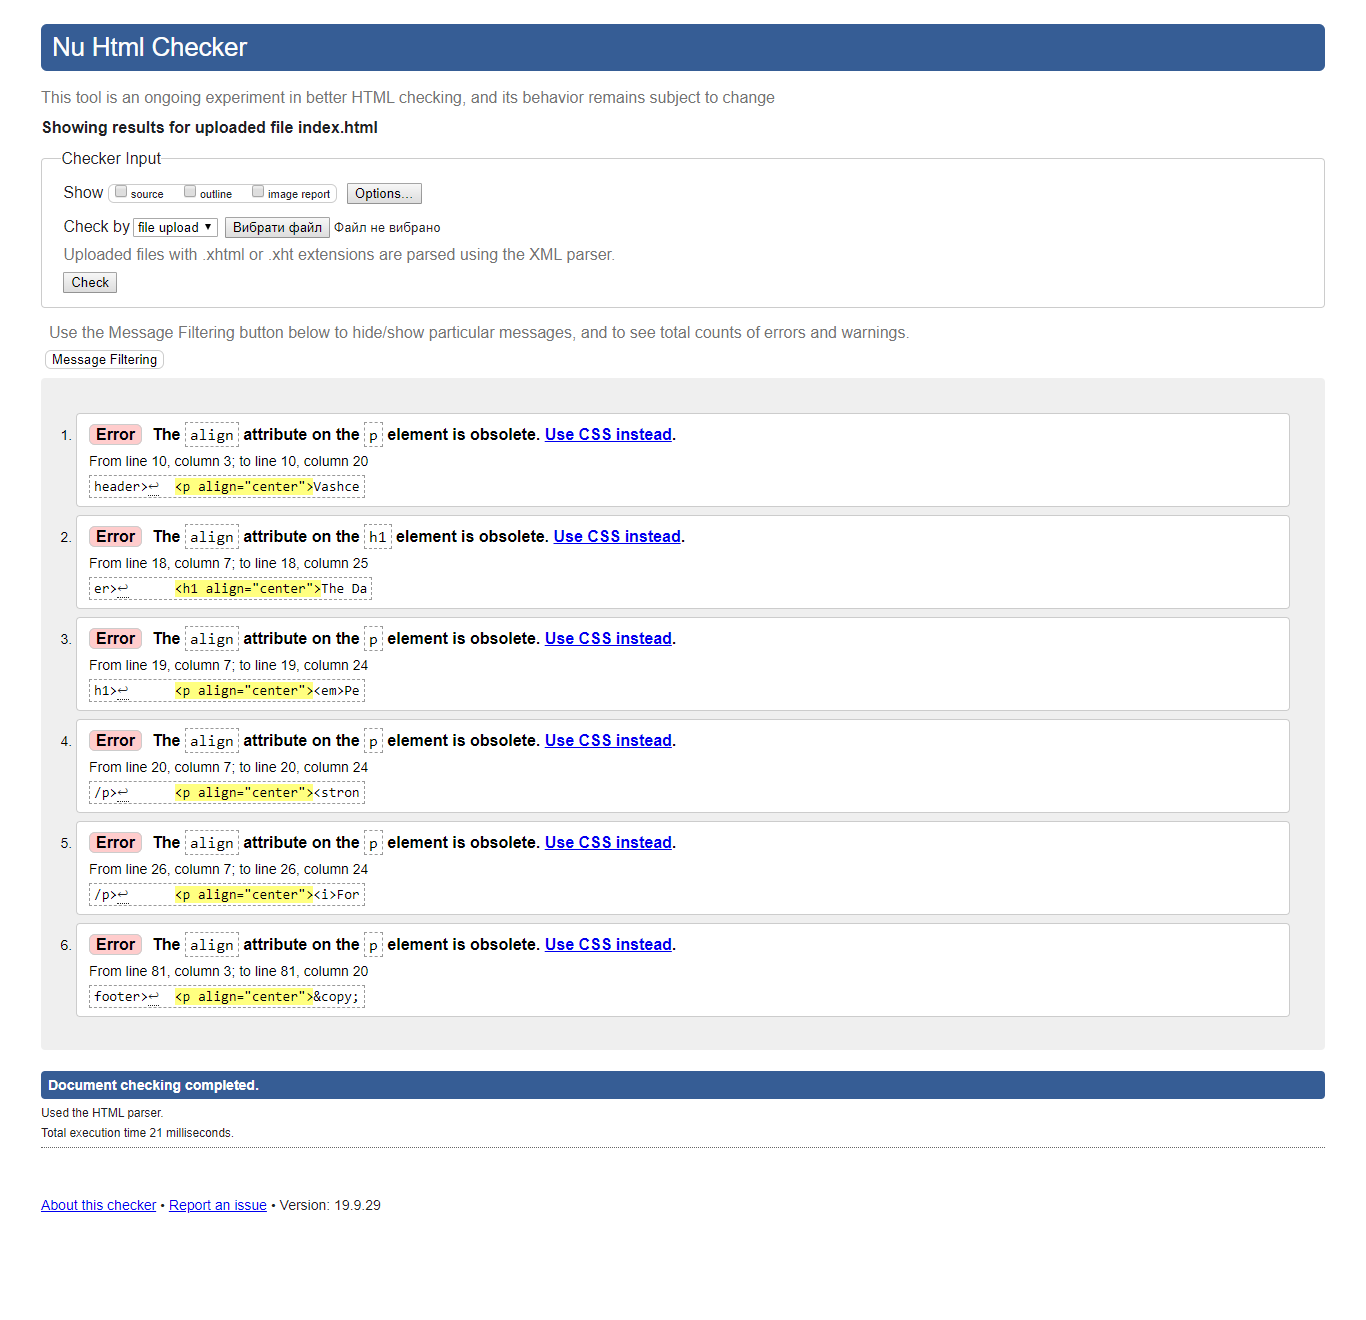 Nu Html Checker
This tool is an ongoing experiment in better HTML checking, and its behavior remains subject to change
Showing results for uploaded file index.html
Checker Input
Show source outline image report Options...
Check by file upload ▼ Вибрати файл Файл не вибрано
Uploaded files with .xhtml or .xht extensions are parsed using the XML parser.
Check
Use the Message Filtering button below to hide/show particular messages, and to see total counts of errors and warnings.
Message Filtering
1. Error The align attribute on the p element is obsolete. Use CSS instead.
From line 10, column 3; to line 10, column 20
header>↩ <p align="center">Vashce
2. Error The align attribute on the h1 element is obsolete. Use CSS instead.
From line 18, column 7; to line 18, column 25
er>↩ <h1 align="center">The Da
3. Error The align attribute on the p element is obsolete. Use CSS instead.
From line 19, column 7; to line 19, column 24
h1>↩ <p align="center"><em>Pe
4. Error The align attribute on the p element is obsolete. Use CSS instead.
From line 20, column 7; to line 20, column 24
/p>↩ <p align="center"><stron
5. Error The align attribute on the p element is obsolete. Use CSS instead.
From line 26, column 7; to line 26, column 24
/p>↩ <p align="center"><i>For
6. Error The align attribute on the p element is obsolete. Use CSS instead.
From line 81, column 3; to line 81, column 20
footer>↩ <p align="center">&copy;
Document checking completed.
Used the HTML parser.
Total execution time 21 milliseconds.
About this checker • Report an issue • Version: 19.9.29